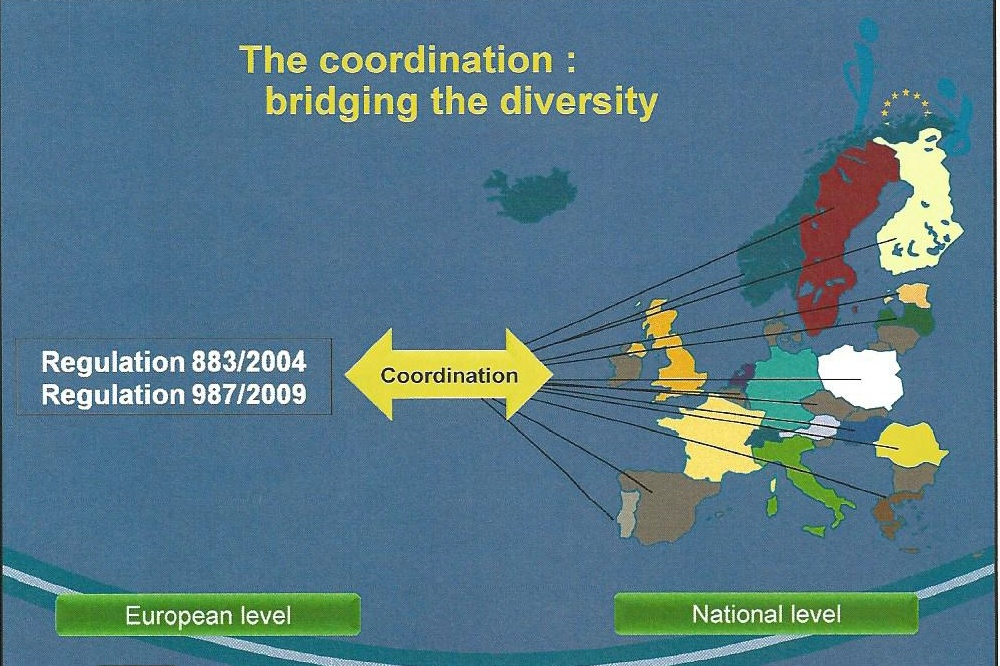 The coordination :
bridging the diversity
Regulation 883/2004
Regulation 987/2009
Coordination
European level
National level